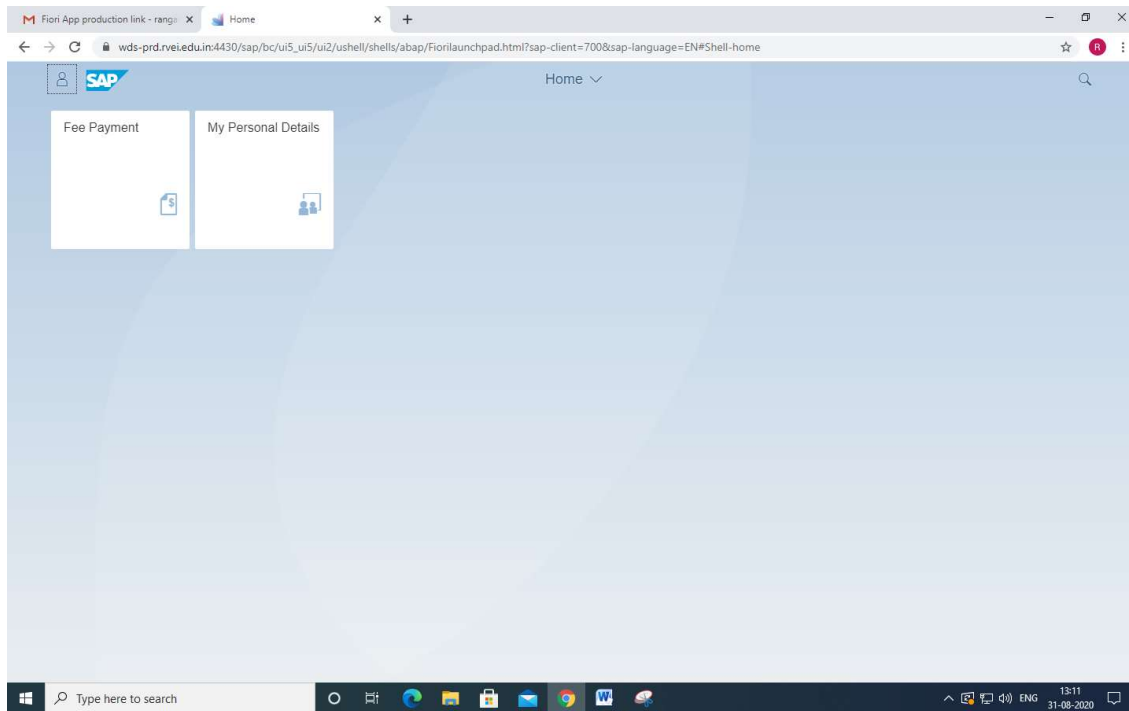 Fiori App production link - ranga
Home
wds-prd.rvei.edu.in:4430/sap/bc/ui5_ui5/ui2/ushell/shells/abap/Fiorilaunchpad.html?sap-client=700&sap-language=EN#Shell-home
R
SAP
Home
Fee Payment
My Personal Details
$
Type here to search
W
ENG
13:11
31-08-2020